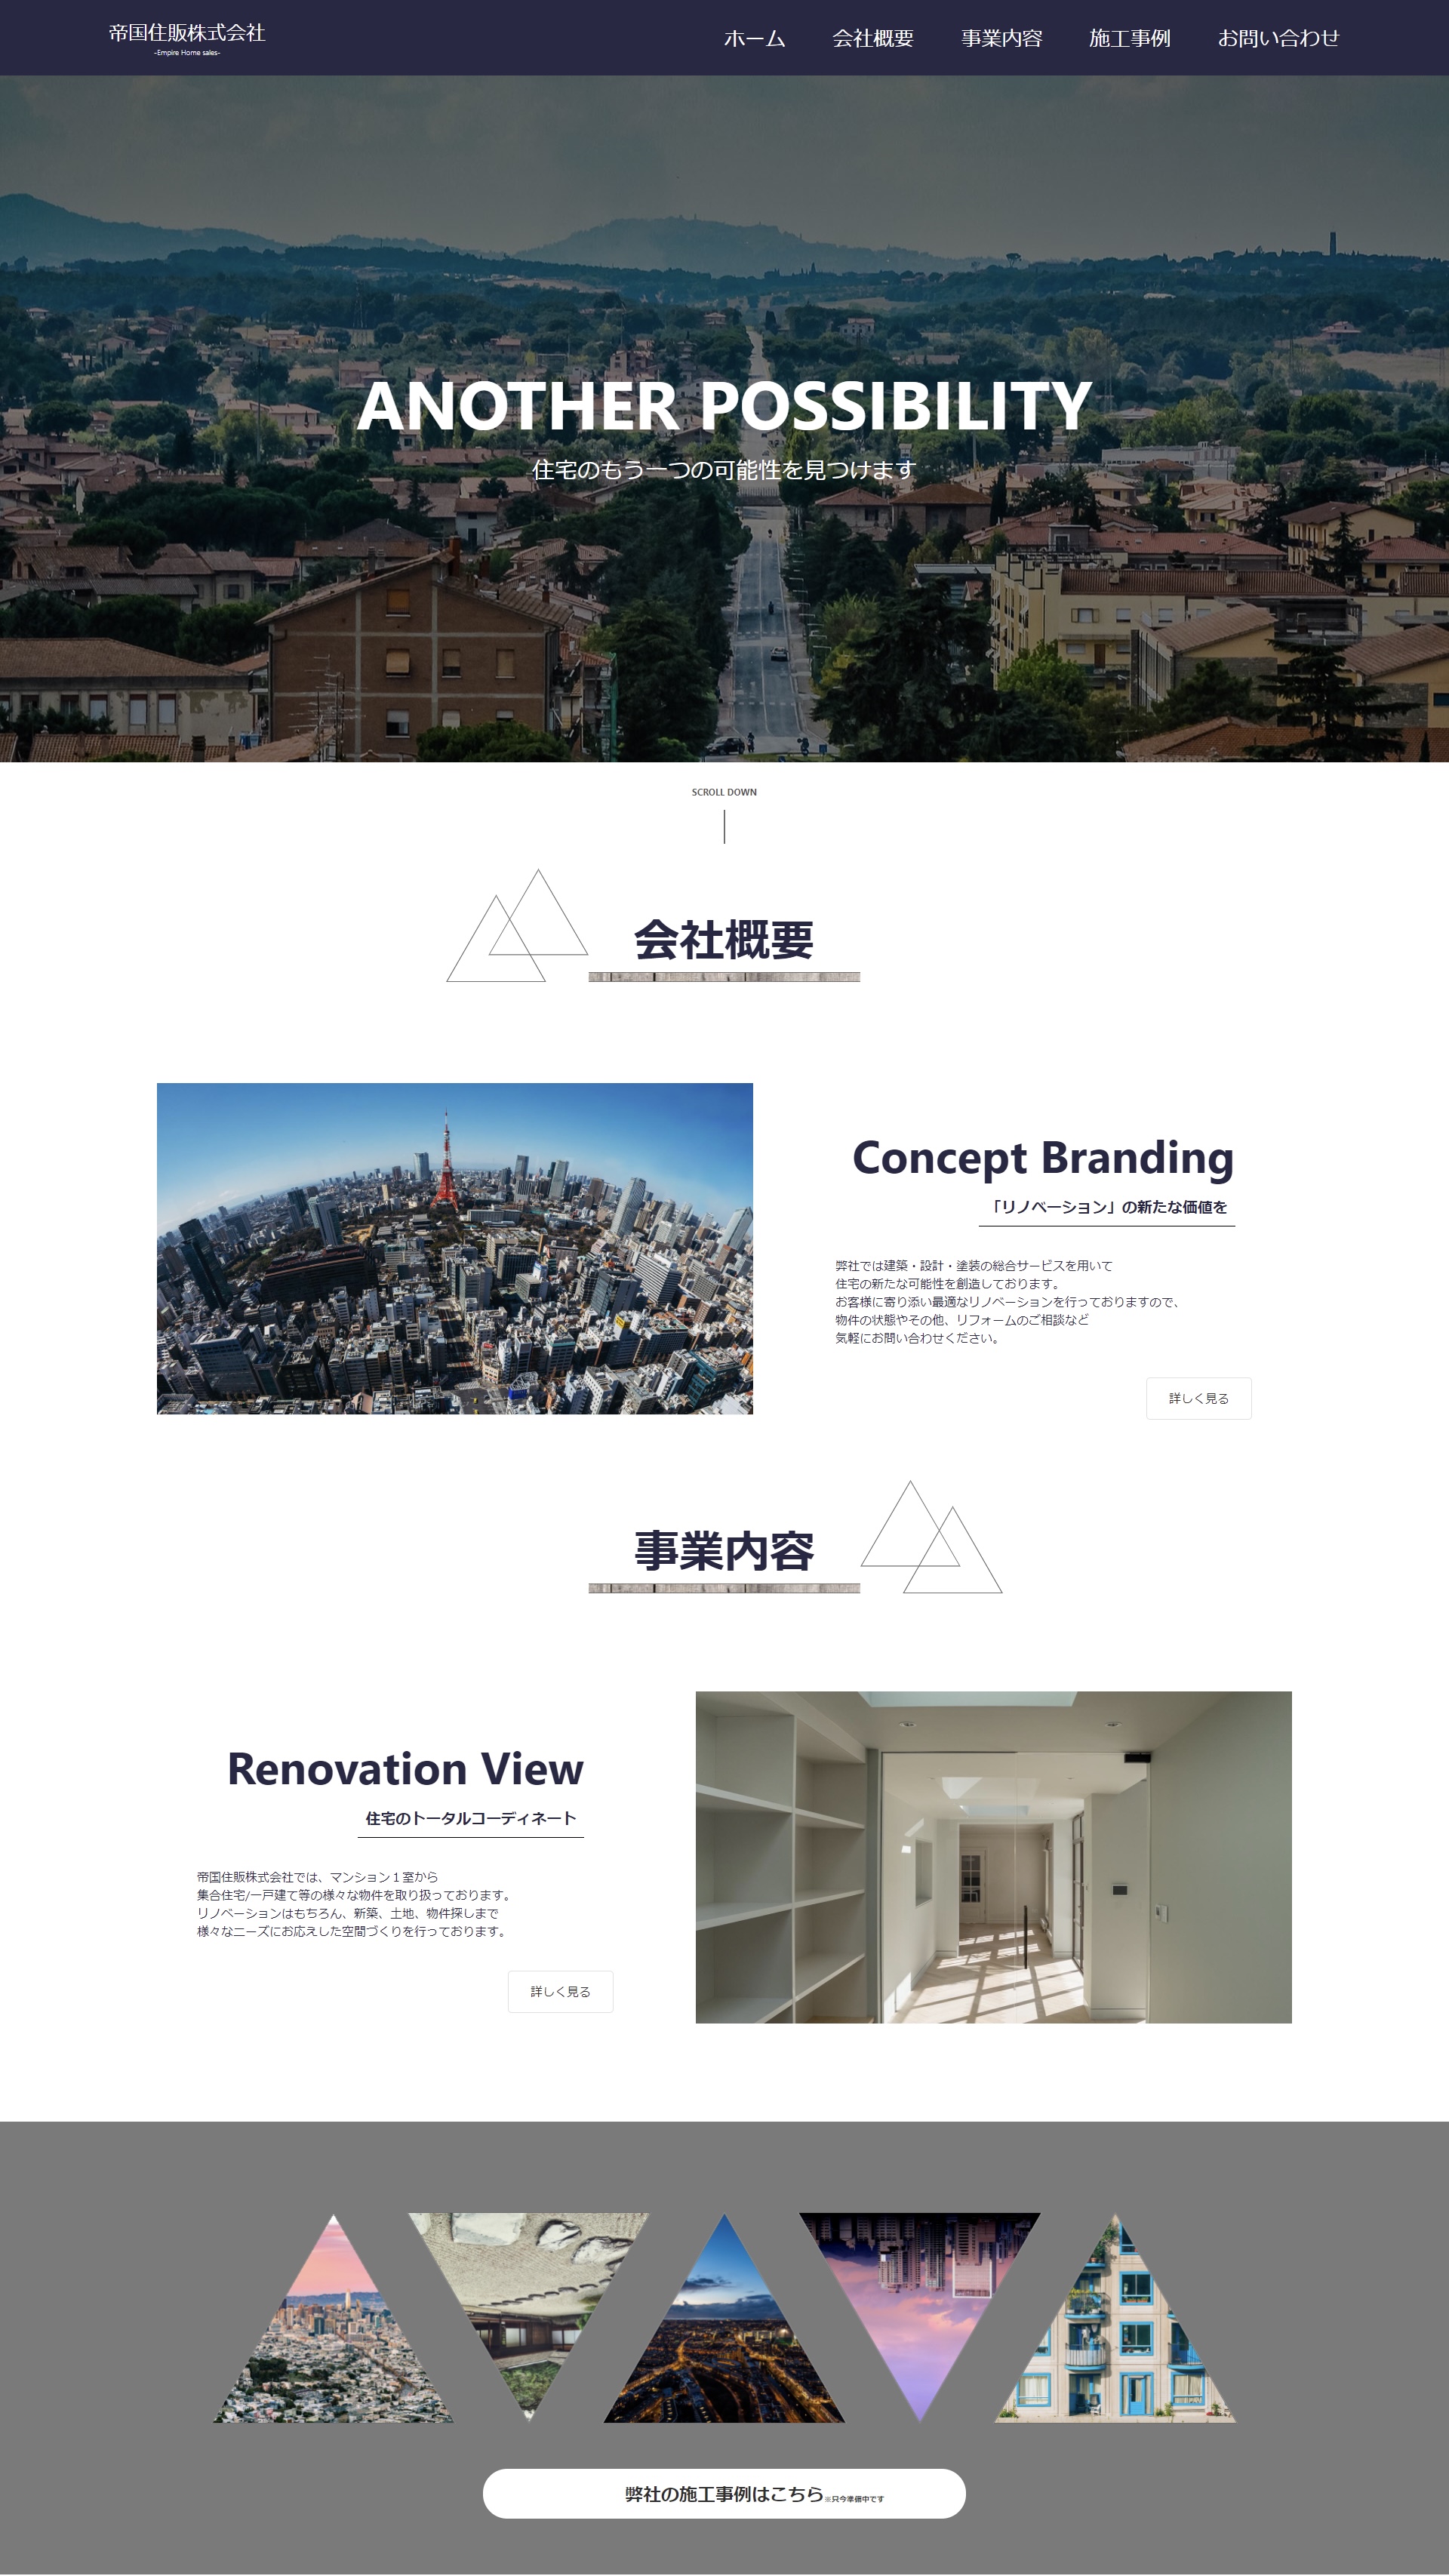 帝国住販株式会社
-Empire Home sales-
ホーム 会社概要 事業内容 施工事例 お問い合わせ
ANOTHER POSSIBILITY
住宅のもう一つの可能性を見つけます
SCROLL DOWN
会社概要
Concept Branding
「リノベーション」の新たな価値を
弊社では建築・設計・塗装の総合サービスを用いて
住宅の新たな可能性を創造しております。
お客様に寄り添い最適なリノベーションを行っておりますので、
物件の状態やその他、リフォームのご相談など
気軽にお問い合わせください。
詳しく見る
事業内容
Renovation View
住宅のトータルコーディネート
帝国住販株式会社では、マンション１室から
集合住宅/一戸建て等の様々な物件を取り扱っております。
リノベーションはもちろん、新築、土地、物件探しまで
様々なニーズにお応えした空間づくりを行っております。
詳しく見る
弊社の施工事例はこちら※只今準備中です